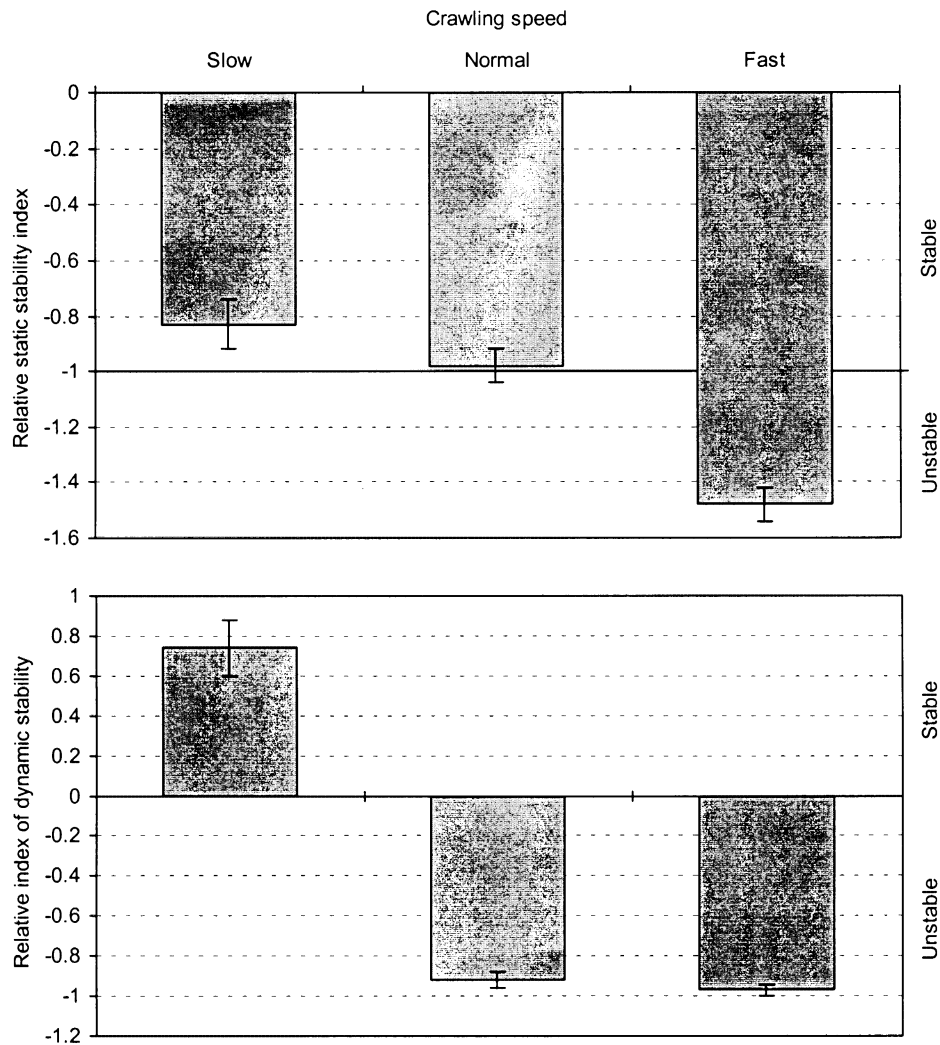 Crawling speed
Slow Normal Fast
0
-0.2
-0.4
-0.6
-0.8
-1
-1.2
-1.4
-1.6
Relative static stability index
Stable
Unstable
1
0.8
0.6
0.4
0.2
0
-0.2
-0.4
-0.6
-0.8
-1
-1.2
Relative index of dynamic stability
Stable
Unstable